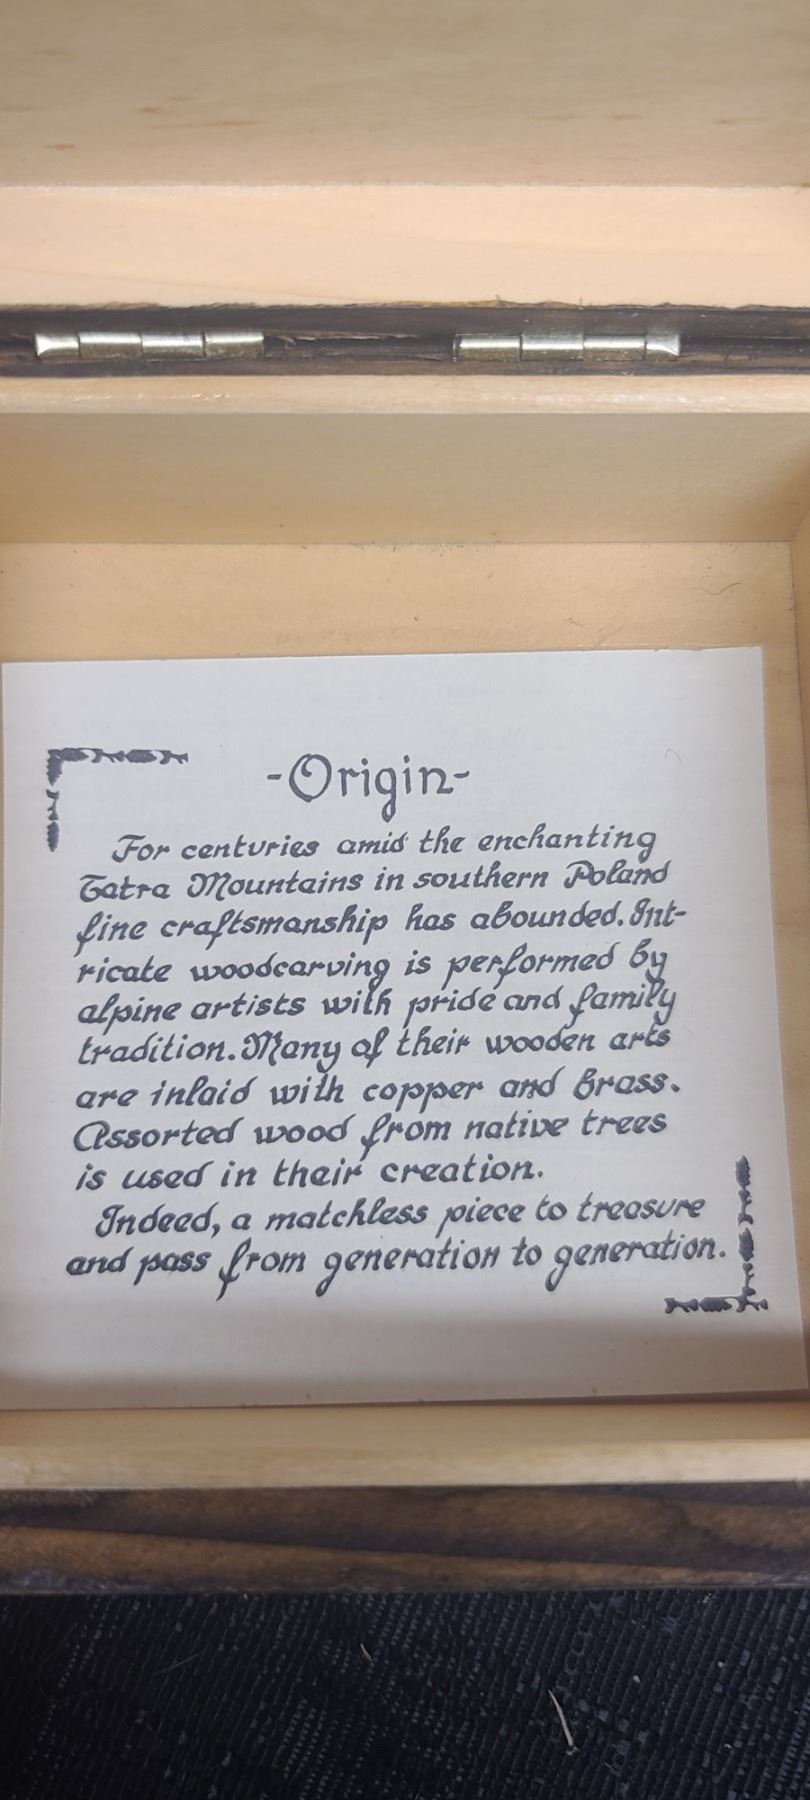 -Origin-
For centuries amid the enchanting
Tatra Mountains in southern Poland
fine craftsmanship has abounded. Int-
ricate woodcarving is performed by
alpine artists with pride and family
tradition. Many of their wooden arts
are inlaid with copper and brass.
Assorted wood from native trees
is used in their creation.
Indeed, a matchless piece to treasure
and pass from generation to generation.